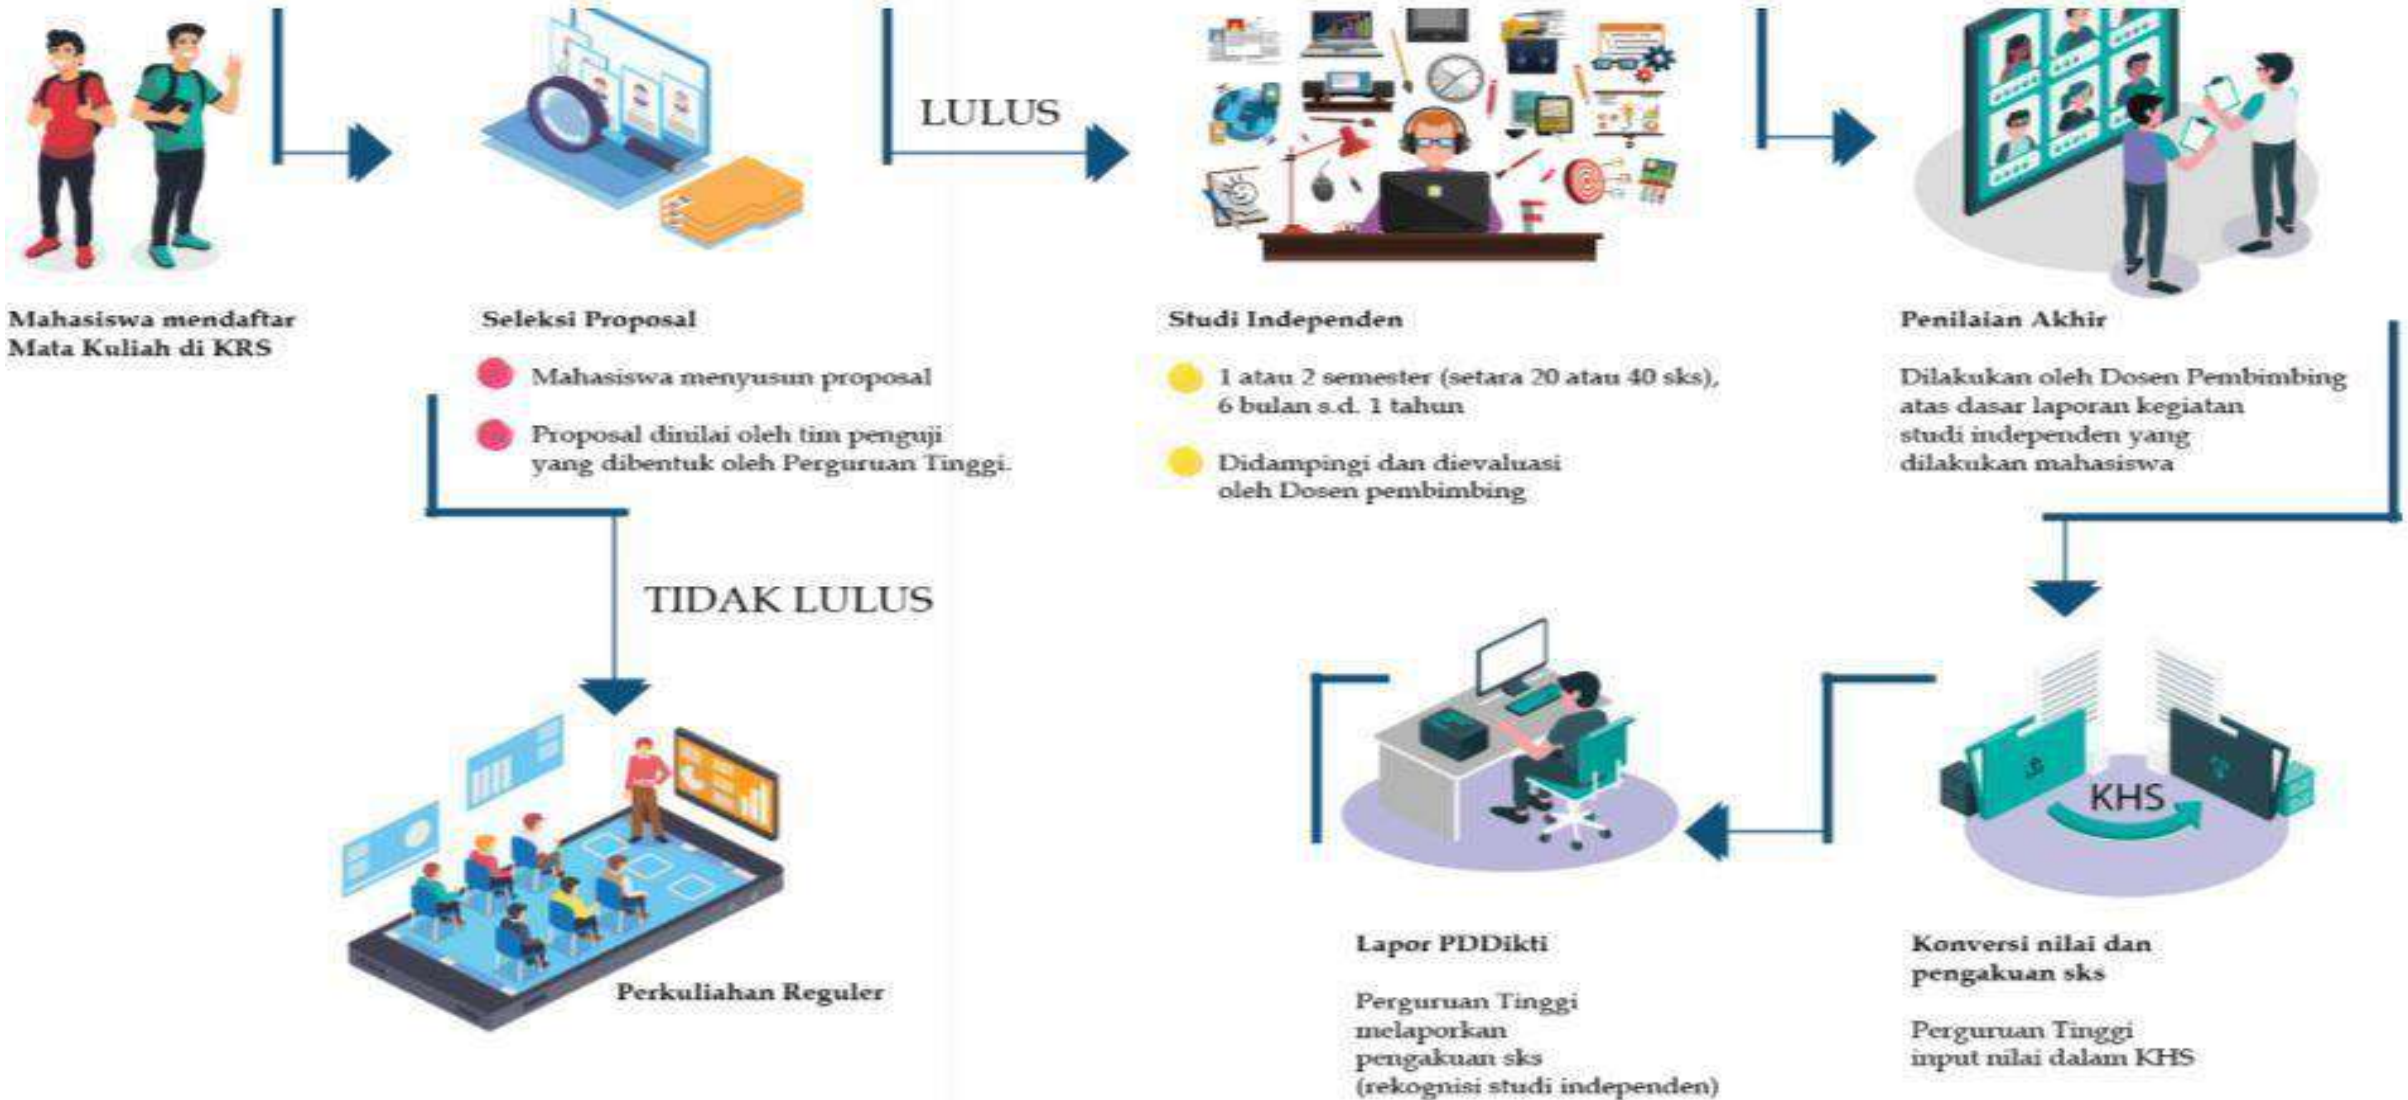 Mahasiswa mendaftar
Mata Kuliah di KRS
Seleksi Proposal
Mahasiswa menyusun proposal
Proposal dinilai oleh tim penguji
yang dibentuk oleh Perguruan Tinggi.
LULUS
Studi Independen
1 atau 2 semester (setara 20 atau 40 sks),
6 bulan s.d. 1 tahun
Didampingi dan dievaluasi
oleh Dosen pembimbing
Penilaian Akhir
Dilakukan oleh Dosen Pembimbing
atas dasar laporan kegiatan
studi independen yang
dilakukan mahasiswa
TIDAK LULUS
Perkuliahan Reguler
KHS
Konversi nilai dan
pengakuan sks
Perguruan Tinggi
input nilai dalam KHS
Lapor PDDikti
Perguruan Tinggi
melaporkan
pengakuan sks
(rekognisi studi independen)